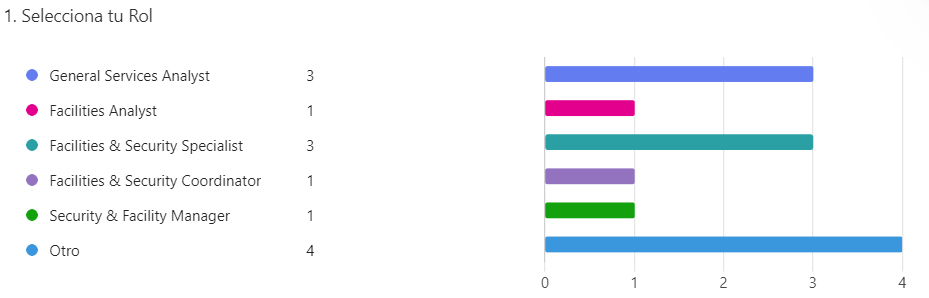 1. Selecciona tu Rol
General Services Analyst 3
Facilities Analyst 1
Facilities & Security Specialist 3
Facilities & Security Coordinator 1
Security & Facility Manager 1
Otro 4
0 1 2 3 4